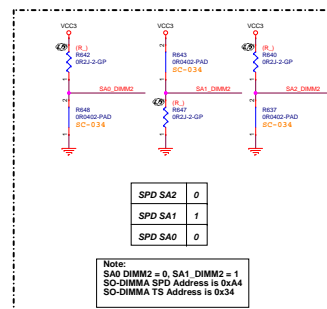 VCC3 VCC3 VCC3
(R_)
R642
0R2J-2-GP
R643
0R0402-PAD
SC-034
(R_)
R640
0R2J-2-GP
SA0_DIMM2 SA1_DIMM2 SA2_DIMM2
R648
0R0402-PAD
SC-034
(R_)
R647
0R2J-2-GP
R637
0R0402-PAD
SC-034
SPD SA2 0
SPD SA1 1
SPD SA0 0
Note:
SA0 DIMM2 = 0, SA1_DIMM2 = 1
SO-DIMMA SPD Address is 0xA4
SO-DIMMA TS Address is 0x34